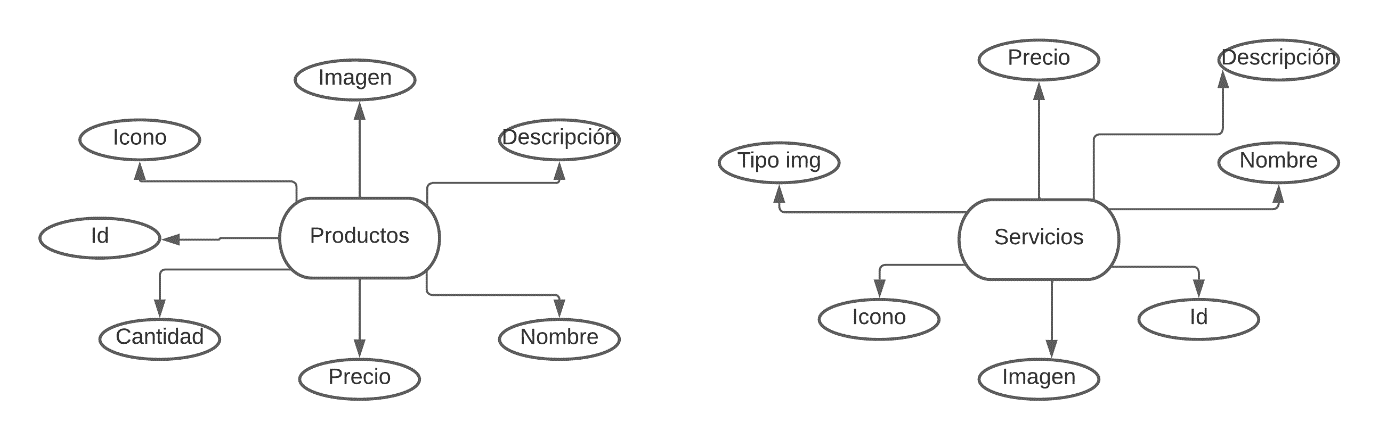 Imagen
Icono
Descripción
Id
Productos
Cantidad
Nombre
Precio
Precio
Descripción
Tipo img
Nombre
Servicios
Icono
Id
Imagen